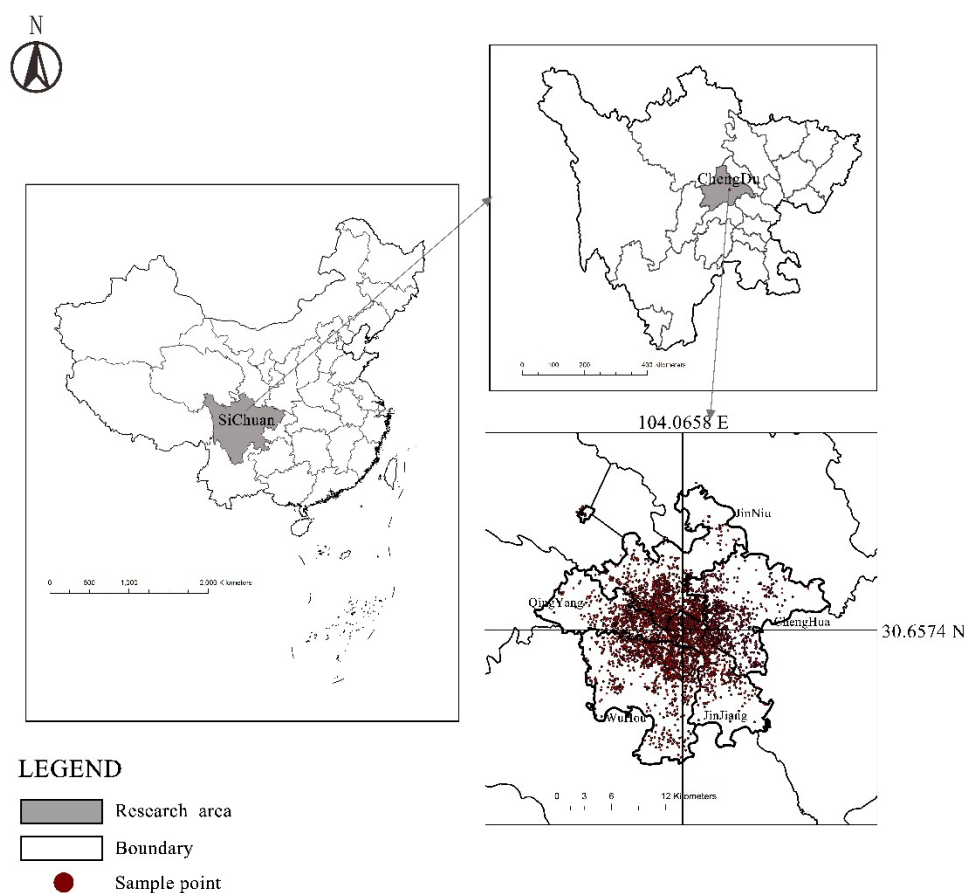 N
ChengDu
0 100 200 400 Kilometers
SiChuan
0 500 1,000 2,000 Kilometers
104.0658 E
JinNiu
QingYang
ChengHua
30.6574 N
WuHou
JinJiang
0 3 6 12 Kilometers
LEGEND
Research area
Boundary
Sample point